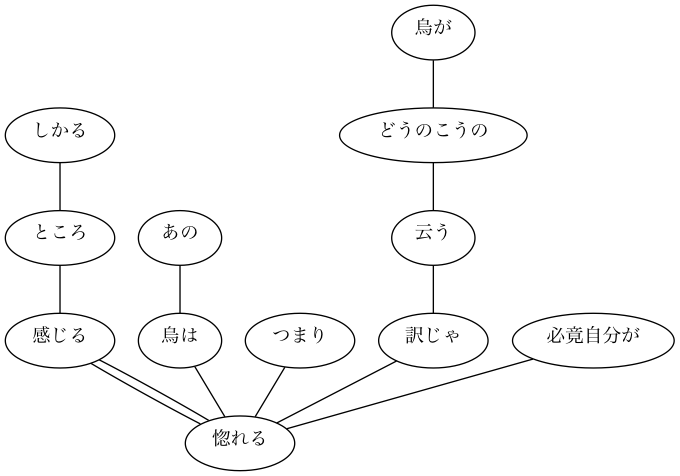 烏が
しかる
どうのこうの
ところ
あの
云う
感じる
烏は
つまり
訳じゃ
必竟自分が
惚れる